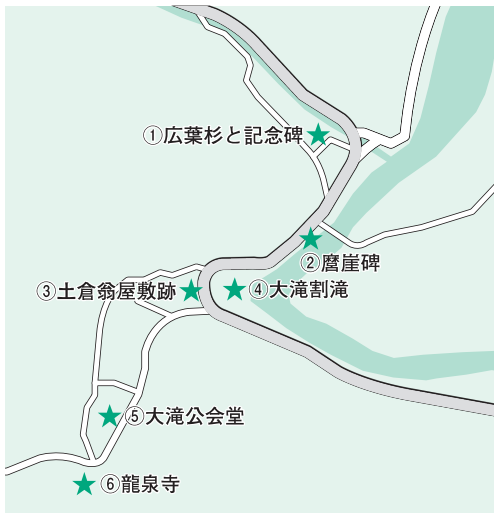 ①広葉杉と記念碑
②麿崖碑
③土倉翁屋敷跡
④大滝割滝
⑤大滝公会堂
⑥龍泉寺